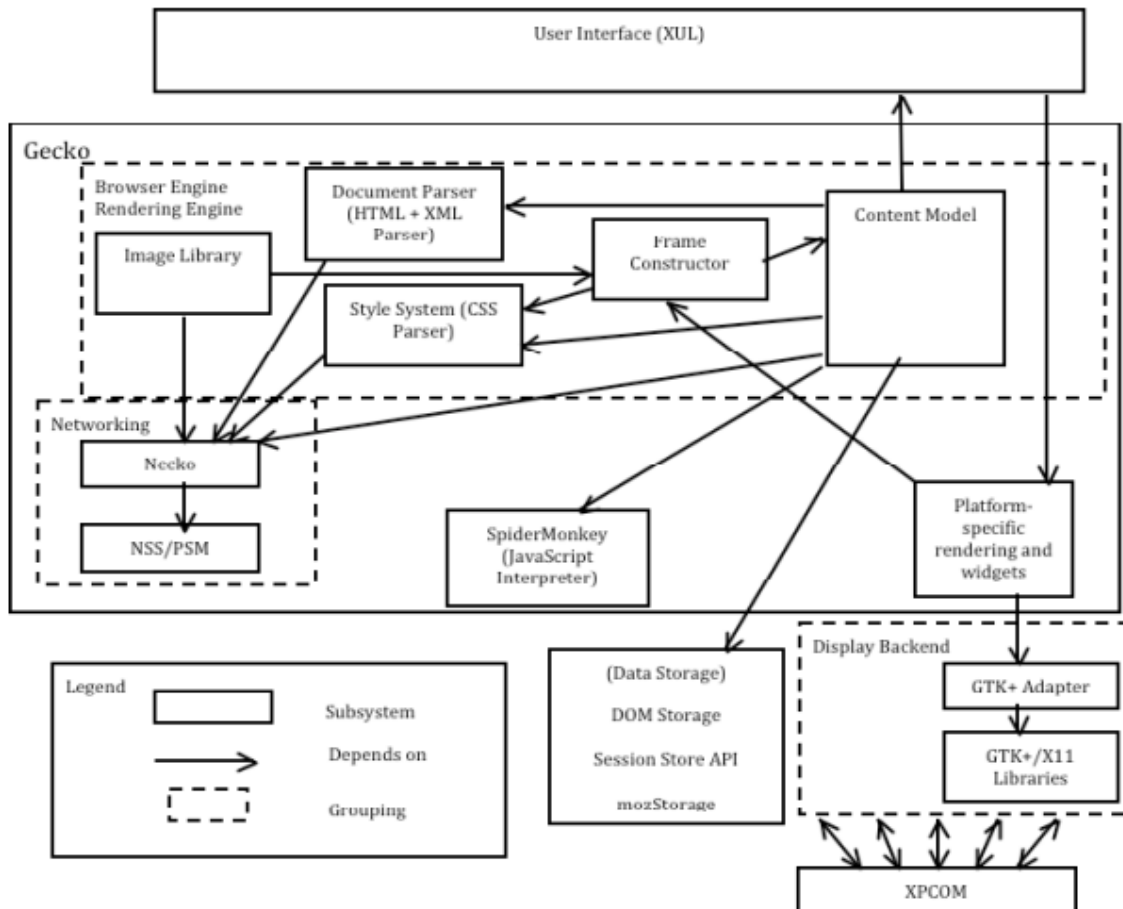 User Interface (XUL)
Gecko
Browser Engine
Rendering Engine
Document Parser
(HTML + XML
Parser)
Content Model
Image Library
Frame
Constructor
Style System (CSS
Parser)
Networking
Necko
NSS/PSM
SpiderMonkey
(JavaScript
Interpreter)
Platform-
specific
rendering and
widgets
Display Backend
GTK+ Adapter
GTK+/X11
Libraries
(Data Storage)
DOM Storage
Session Store API
mozStorage
Legend
Subsystem
Depends on
Grouping
XPCOM